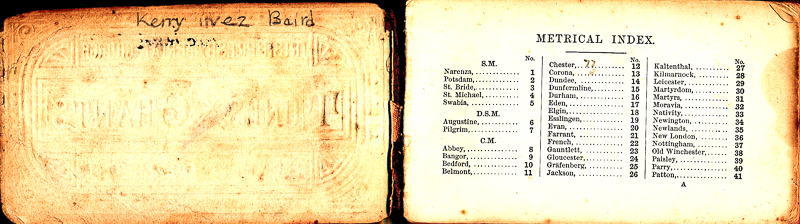 Kerry Inez Baird
METRICAL INDEX.
No.
S.M.
Narenza, 1
Potsdam, 2
St. Bride, 3
St. Michael, 4
Swabia, 5
D.S.M.
Augustine, 6
Pilgrim, 7
C.M.
Abbey, 8
Bangor, 9
Bedford, 10
Belmont, 11
No.
Chester, 12
Corona, 13
Dundee, 14
Dunfermline, 15
Durham, 16
Eden, 17
Elgin, 18
Esslingen, 19
Evan, 20
Farrant, 21
French, 22
Gauntlett, 23
Gloucester, 24
Gräfenberg, 25
Jackson, 26
No.
Kaltenthal, 27
Kilmarnock, 28
Leicester, 29
Martyrdom, 30
Martyrs, 31
Moravia, 32
Nativity, 33
Newington, 34
Newlands, 35
New London, 36
Nottingham, 37
Old Winchester, 38
Paisley, 39
Parry, 40
Patton, 41
A